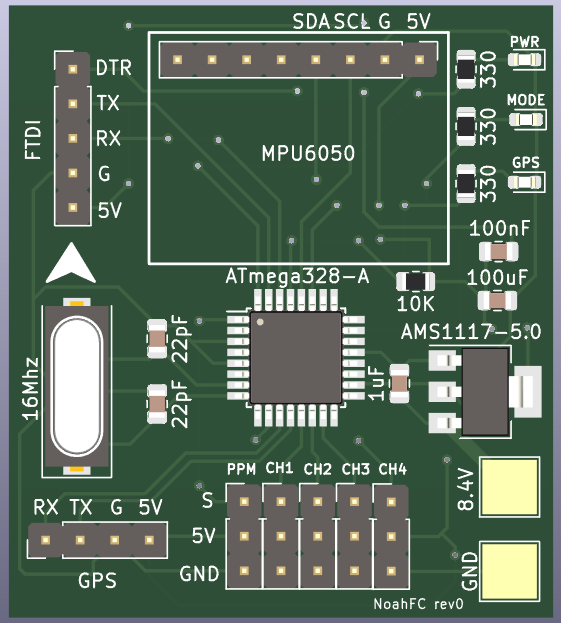 SDA SCL G 5V
PWR
DTR
330
TX
MODE
FTDI
RX
330
MPU6050
GPS
G
330
5V
100nF
ATmega328-A
100uF
10K
AMS1117-5.0
22pF
16Mhz
1uF
22pF
PPM CH1 CH2 CH3 CH4
8.4V
RX TX G 5V
S
5V
GND
GND
GPS
NoahFC rev0